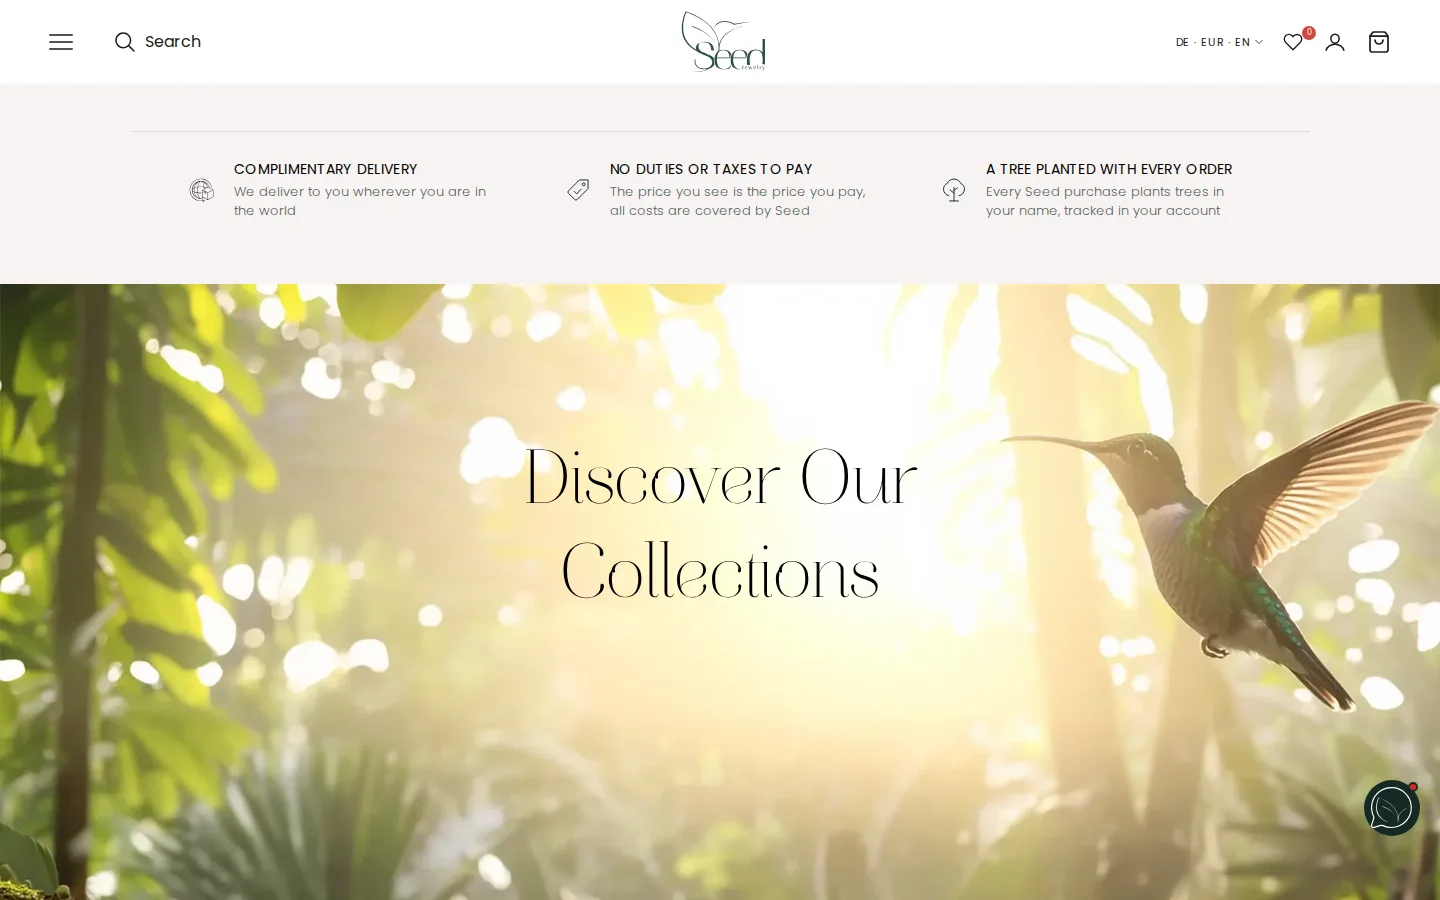 Search
Seed
Jewelry
DE · EUR · EN
0
COMPLIMENTARY DELIVERY
We deliver to you wherever you are in
the world
NO DUTIES OR TAXES TO PAY
The price you see is the price you pay,
all costs are covered by Seed
A TREE PLANTED WITH EVERY ORDER
Every Seed purchase plants trees in
your name, tracked in your account
Discover Our
Collections